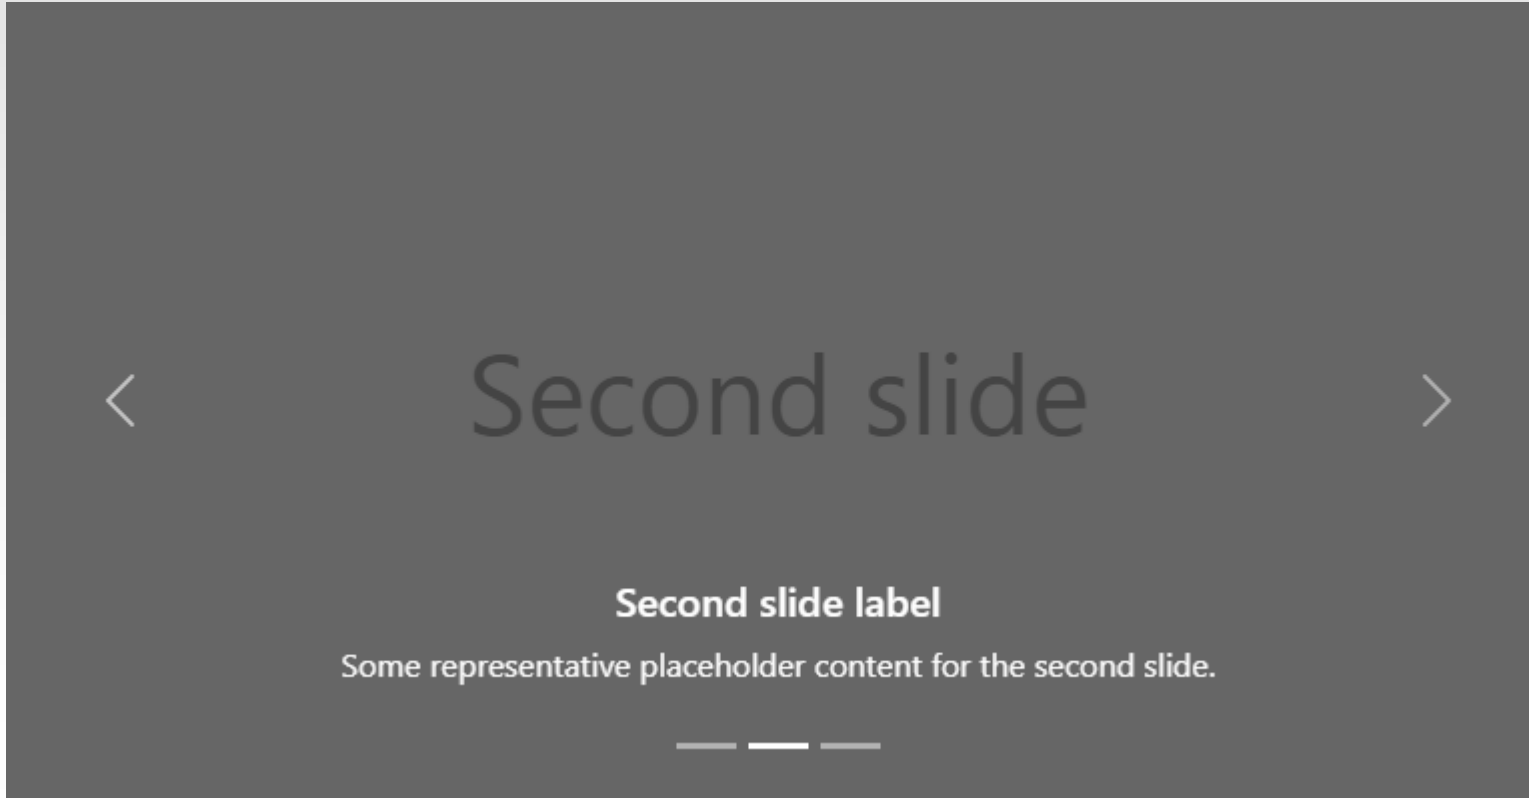 Second slide
Second slide label
Some representative placeholder content for the second slide.